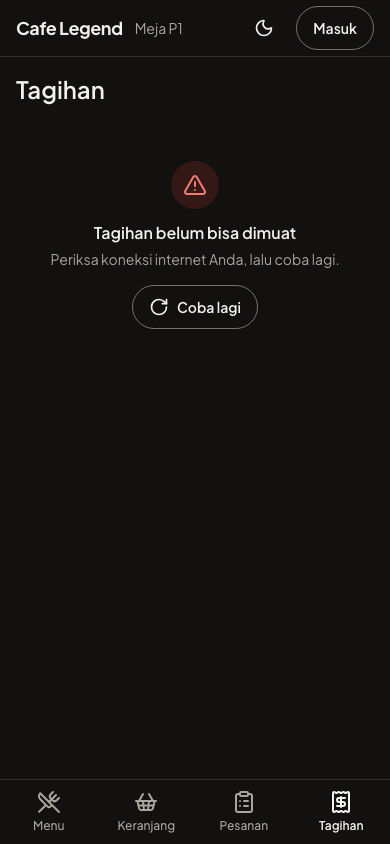 Cafe Legend Meja P1 Masuk
Tagihan
Tagihan belum bisa dimuat
Periksa koneksi internet Anda, lalu coba lagi.
Coba lagi
Menu Keranjang Pesanan Tagihan